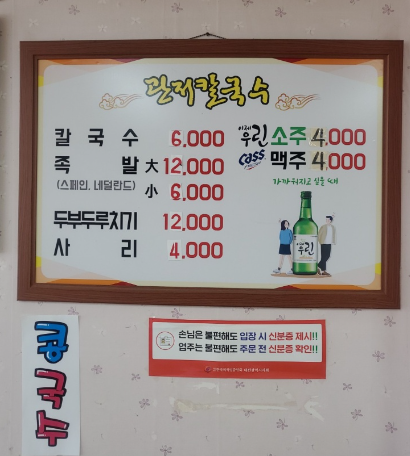 관저칼국수
칼국수 6,000
족발 大 12,000
(스페인, 네덜란드) 小 6,000
두부두루치기 12,000
사리 4,000
이제 우린 소주 4,000
cass 맥주 4,000
가까워지고 싶을 때
이제 우린
손님은 불편해도 입장 시 신분증 제시!!
업주는 불편해도 주문 전 신분증 확인!!